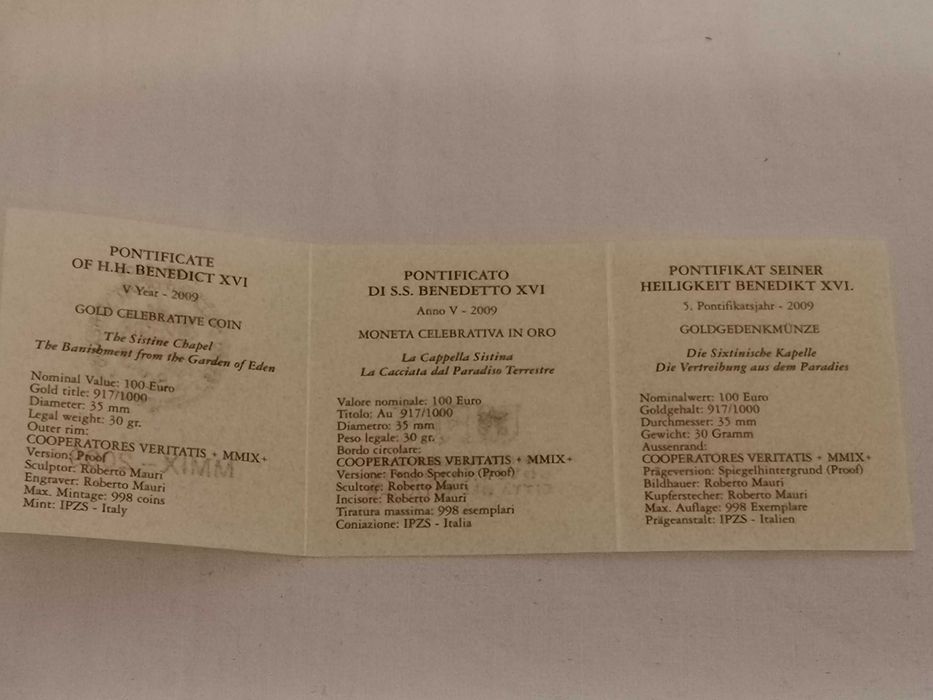 PONTIFICATE
OF H.H. BENEDICT XVI
V Year - 2009
GOLD CELEBRATIVE COIN
The Sistine Chapel
The Banishment from the Garden of Eden
Nominal Value: 100 Euro
Gold title: 917/1000
Diameter: 35 mm
Legal weight: 30 gr.
Outer rim:
COOPERATORES VERITATIS + MMIX+
Version: Proof
Sculptor: Roberto Mauri
Engraver: Roberto Mauri
Max. Mintage: 998 coins
Mint: IPZS - Italy
PONTIFICATO
DI S.S. BENEDETTO XVI
Anno V - 2009
MONETA CELEBRATIVA IN ORO
La Cappella Sistina
La Cacciata dal Paradiso Terrestre
Valore nominale: 100 Euro
Titolo: Au 917/1000
Diametro: 35 mm
Peso legale: 30 gr.
Bordo circolare:
COOPERATORES VERITATIS + MMIX+
Versione: Fondo Specchio (Proof)
Scultore: Roberto Mauri
Incisore: Roberto Mauri
Tiratura massima: 998 esemplari
Coniazione: IPZS - Italia
PONTIFIKAT SEINER
HEILIGKEIT BENEDIKT XVI.
5. Pontifikatsjahr - 2009
GOLDGEDENKMÜNZE
Die Sixtinische Kapelle
Die Vertreibung aus dem Paradies
Nominalwert: 100 Euro
Goldgehalt: 917/1000
Durchmesser: 35 mm
Gewicht: 30 Gramm
Aussenrand:
COOPERATORES VERITATIS + MMIX+
Prägeversion: Spiegelhintergrund (Proof)
Bildhauer: Roberto Mauri
Kupferstecher: Roberto Mauri
Max. Auflage: 998 Exemplare
Prägeanstalt: IPZS - Italien